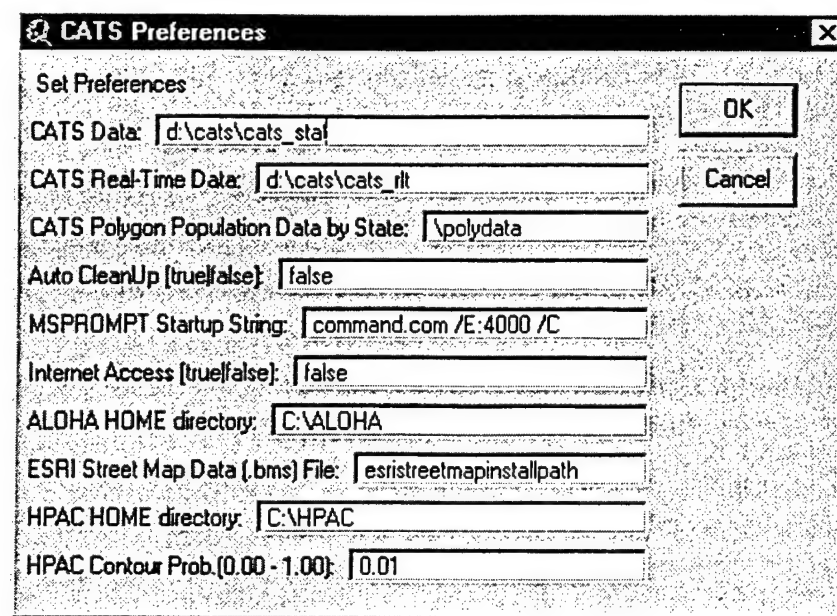 CATS Preferences
Set Preferences
OK
CATS Data: d:\cats\cats_stat
CATS Real-Time Data: d:\cats\cats_rlt
Cancel
CATS Polygon Population Data by State: \polydata
Auto CleanUp [true|false]: false
MSPROMPT Startup String: command.com /E:4000 /C
Internet Access [true|false]: false
ALOHA HOME directory: C:\ALOHA
ESRI Street Map Data (.bms) File: esristreetmapinstallpath
HPAC HOME directory: C:\HPAC
HPAC Contour Prob.(0.00 - 1.00): 0.01